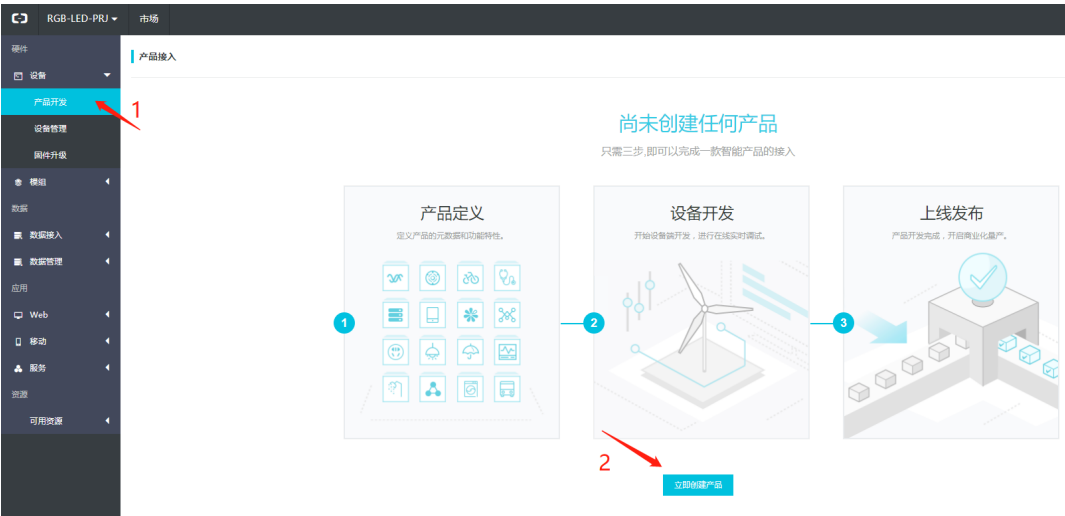 RGB-LED-PRJ 市场
硬件
设备
产品开发
设备管理
固件升级
模组
数据
数据接入
数据管理
应用
Web
移动
服务
资源
可用资源
产品接入
1
尚未创建任何产品
只需三步,即可以完成一款智能产品的接入
产品定义
定义产品的元数据和功能特性。
1
设备开发
开始设备端开发，进行在线实时调试。
2
上线发布
产品开发完成，开启商业化量产。
3
2
立即创建产品